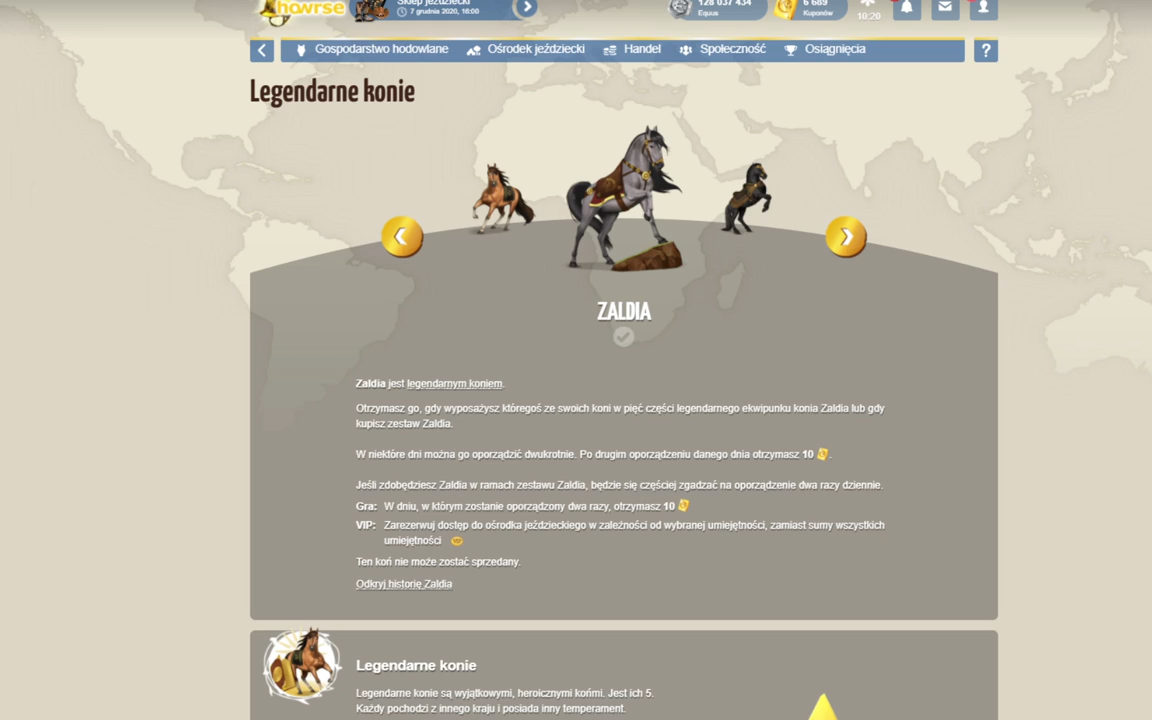 howrse
Sklep jeździecki
7 grudnia 2020, 18:00
128 037 434
Equus
6 689
Kuponów
10:20
Gospodarstwo hodowlane Ośrodek jeździecki Handel Społeczność Osiągnięcia ?
Legendarne konie
ZALDIA
Zaldia jest legendarnym koniem.
Otrzymasz go, gdy wyposażysz któregoś ze swoich koni w pięć części legendarnego ekwipunku konia Zaldia lub gdy
kupisz zestaw Zaldia.
W niektóre dni można go oporządzić dwukrotnie. Po drugim oporządzeniu danego dnia otrzymasz 10 .
Jeśli zdobędziesz Zaldia w ramach zestawu Zaldia, będzie się częściej zgadzać na oporządzenie dwa razy dziennie.
Gra: W dniu, w którym zostanie oporządzony dwa razy, otrzymasz 10
VIP: Zarezerwuj dostęp do ośrodka jeździeckiego w zależności od wybranej umiejętności, zamiast sumy wszystkich
umiejętności
Ten koń nie może zostać sprzedany.
Odkryj historię Zaldia
Legendarne konie
Legendarne konie są wyjątkowymi, heroicznymi końmi. Jest ich 5.
Każdy pochodzi z innego kraju i posiada inny temperament.